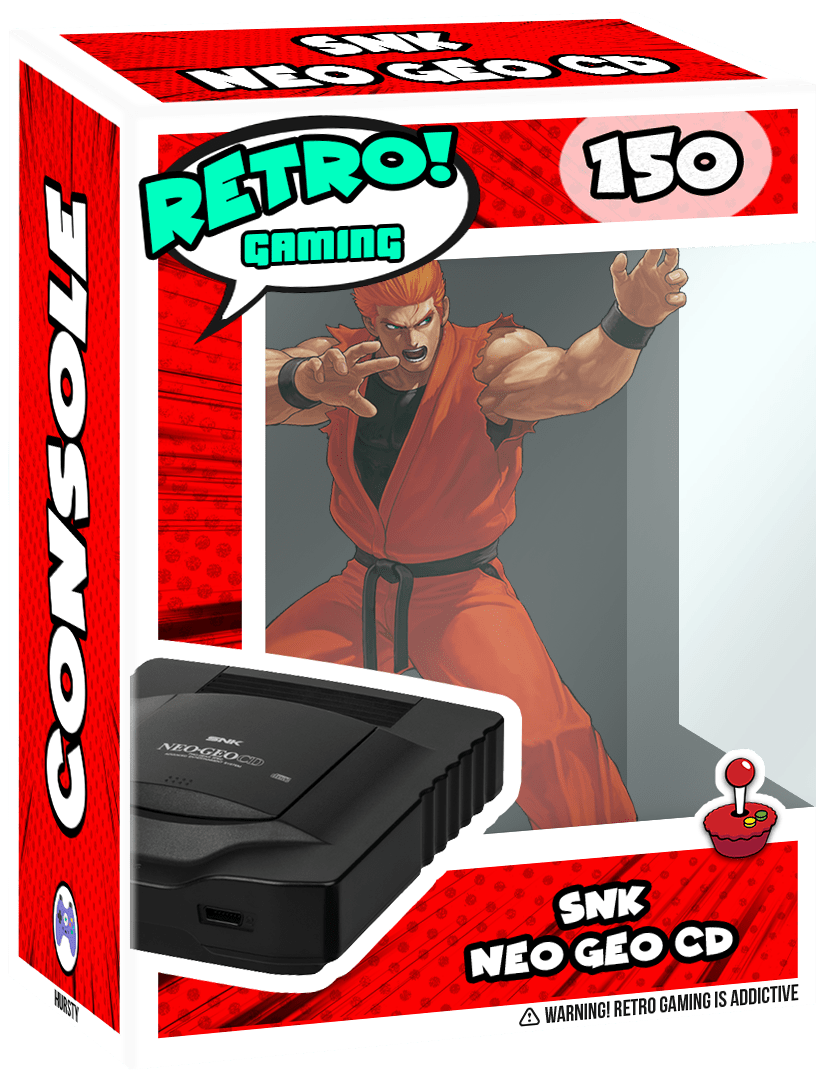 SNK
NEO GEO CD
RETRO!
GAMING
150
CONSOLE
SNK
NEO·GEO CD
SNK
NEO GEO CD
HURSTY
WARNING! RETRO GAMING IS ADDICTIVE